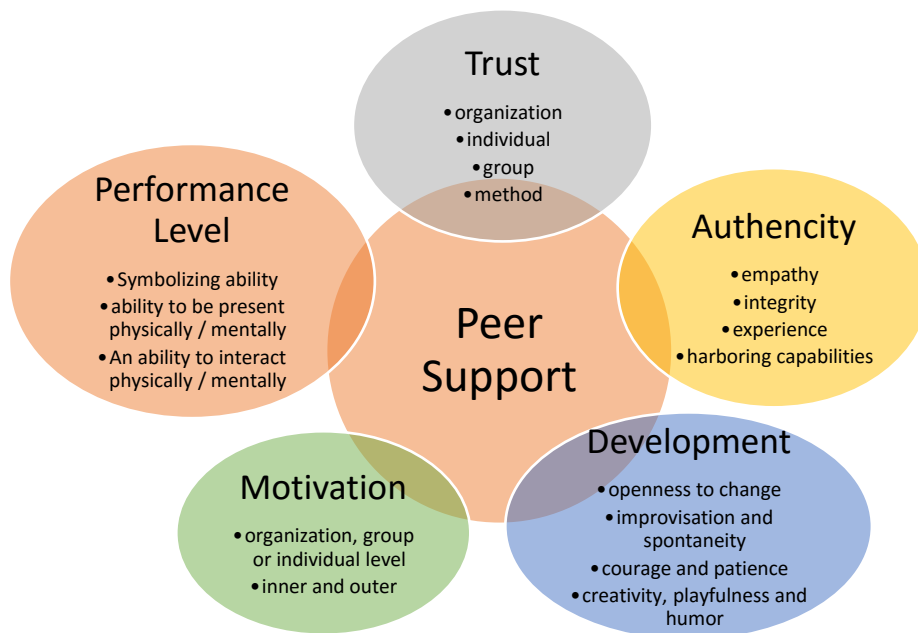 Trust
•organization
•individual
•group
•method
Performance
Level
•Symbolizing ability
•ability to be present
physically / mentally
•An ability to interact
physically / mentally
Authencity
•empathy
•integrity
•experience
•harboring capabilities
Peer
Support
Motivation
•organization, group
or individual level
•inner and outer
Development
•openness to change
•improvisation and
spontaneity
•courage and patience
•creativity, playfulness and
humor